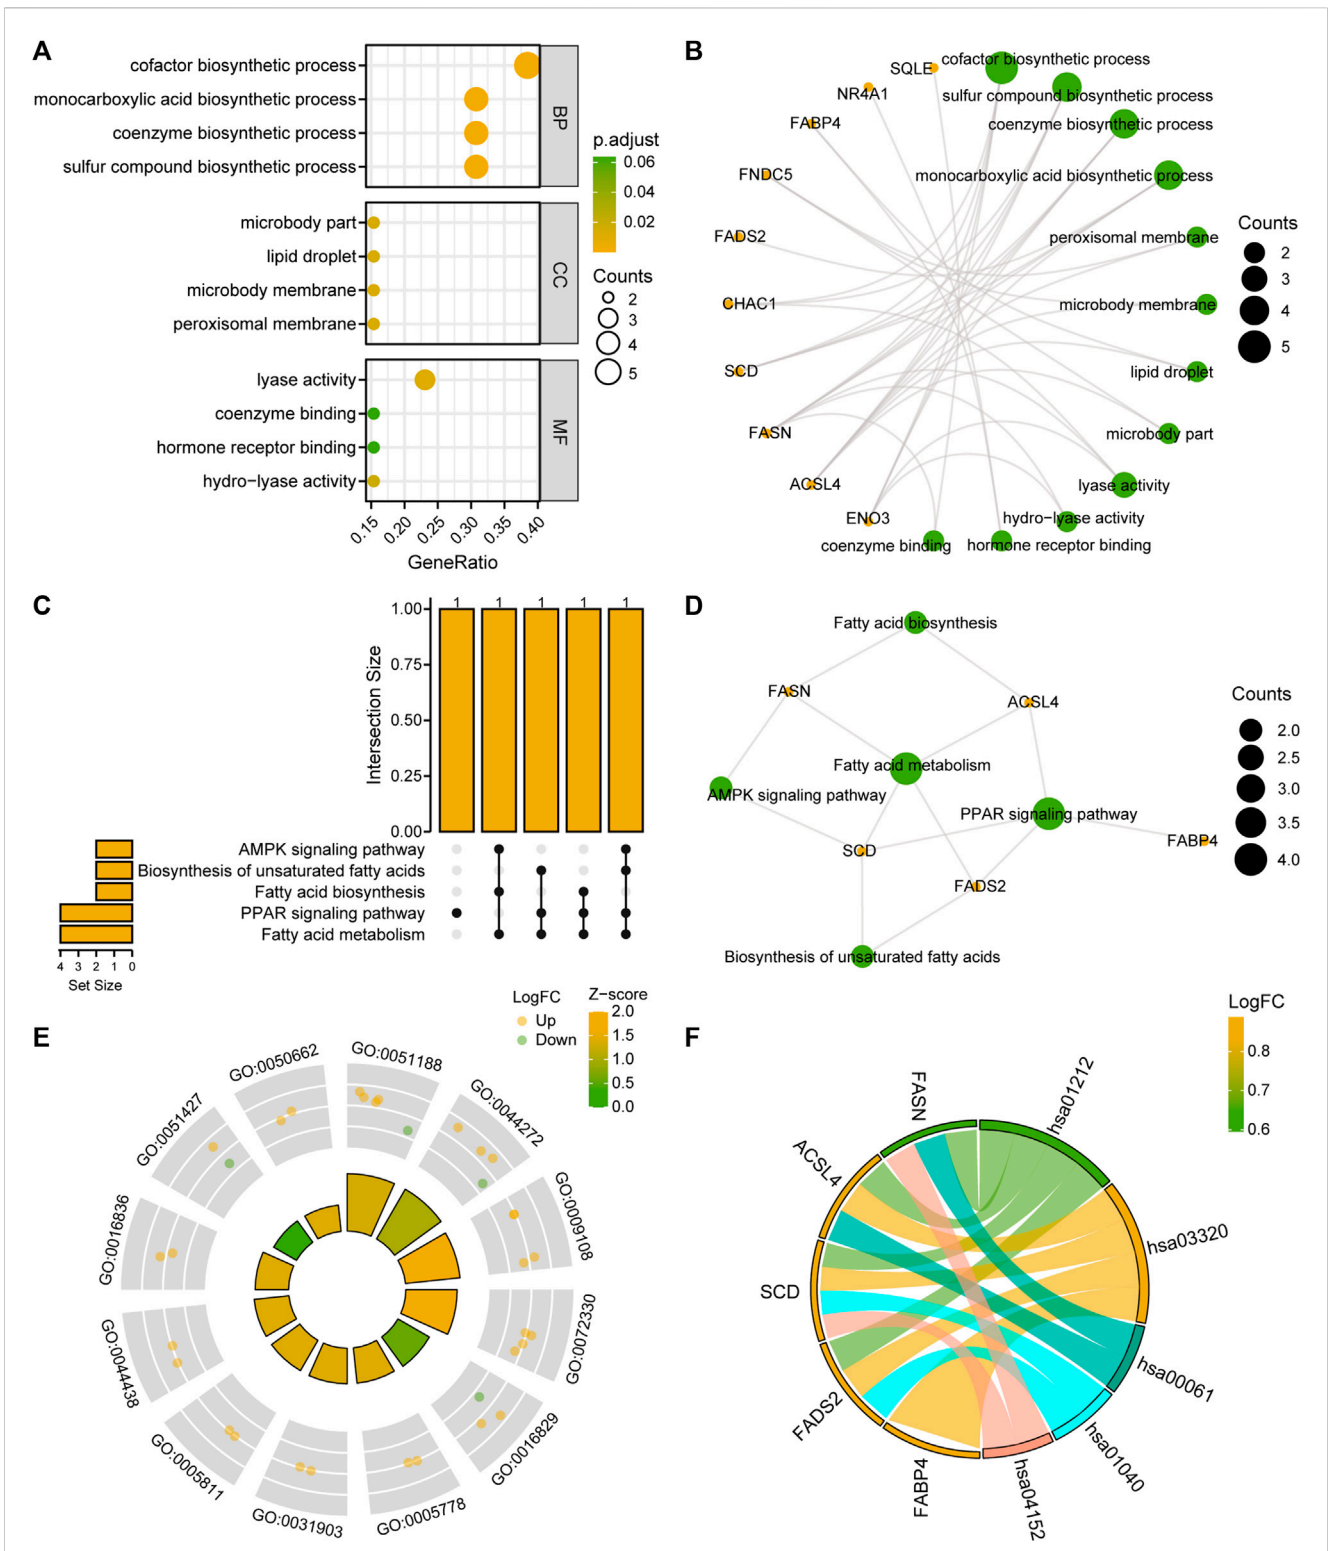 A
cofactor biosynthetic process
monocarboxylic acid biosynthetic process
coenzyme biosynthetic process
sulfur compound biosynthetic process
BP
microbody part
lipid droplet
microbody membrane
peroxisomal membrane
CC
lyase activity
coenzyme binding
hormone receptor binding
hydro−lyase activity
MF
0.15
0.20
0.25
0.30
0.35
0.40
GeneRatio
p.adjust
0.06
0.04
0.02
Counts
2
3
4
5
B
SQLE
NR4A1
FABP4
FNDC5
FADS2
CHAC1
SCD
FASN
ACSL4
ENO3
cofactor biosynthetic process
sulfur compound biosynthetic process
coenzyme biosynthetic process
monocarboxylic acid biosynthetic process
peroxisomal membrane
microbody membrane
lipid droplet
microbody part
lyase activity
hydro−lyase activity
coenzyme binding
hormone receptor binding
Counts
2
3
4
5
C
1 1 1 1 1
1.00
0.75
0.50
0.25
0.00
Intersection Size
AMPK signaling pathway
Biosynthesis of unsaturated fatty acids
Fatty acid biosynthesis
PPAR signaling pathway
Fatty acid metabolism
4 3 2 1 0
Set Size
D
Fatty acid biosynthesis
FASN
ACSL4
Fatty acid metabolism
AMPK signaling pathway
PPAR signaling pathway
SCD
FABP4
FADS2
Biosynthesis of unsaturated fatty acids
Counts
2.0
2.5
3.0
3.5
4.0
E
LogFC
Up
Down
Z−score
2.0
1.5
1.0
0.5
0.0
GO:0051188
GO:0044272
GO:0009108
GO:0072330
GO:0016829
GO:0005778
GO:0031903
GO:0005811
GO:0044438
GO:0016836
GO:0051427
GO:0050662
F
LogFC
0.8
0.7
0.6
FASN
ACSL4
SCD
FADS2
FABP4
hsa01212
hsa03320
hsa00061
hsa01040
hsa04152